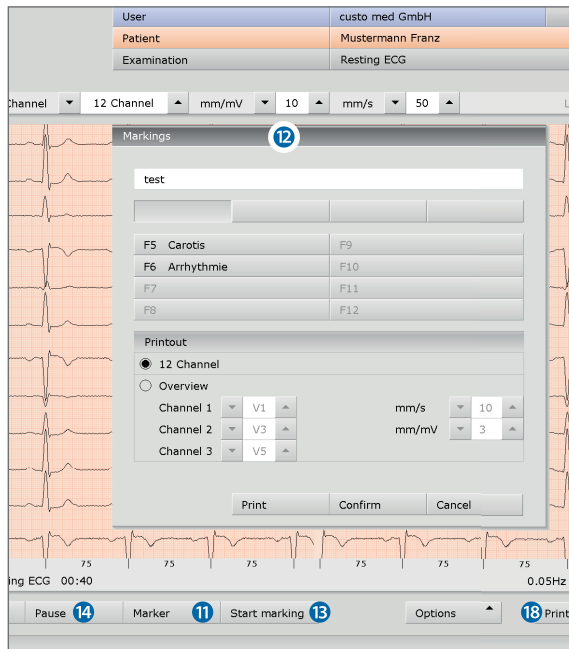 User custo med GmbH
Patient Mustermann Franz
Examination Resting ECG
Channel 12 Channel mm/mV 10 mm/s 50 L
Markings 12
test
F5 Carotis F9
F6 Arrhythmie F10
F7 F11
F8 F12
Printout
12 Channel
Overview
Channel 1 V1 mm/s 10
Channel 2 V3 mm/mV 3
Channel 3 V5
Print Confirm Cancel
75 75 75 75 75 75
ing ECG 00:40 0.05Hz
Pause 14 Marker 11 Start marking 13 Options 18 Print